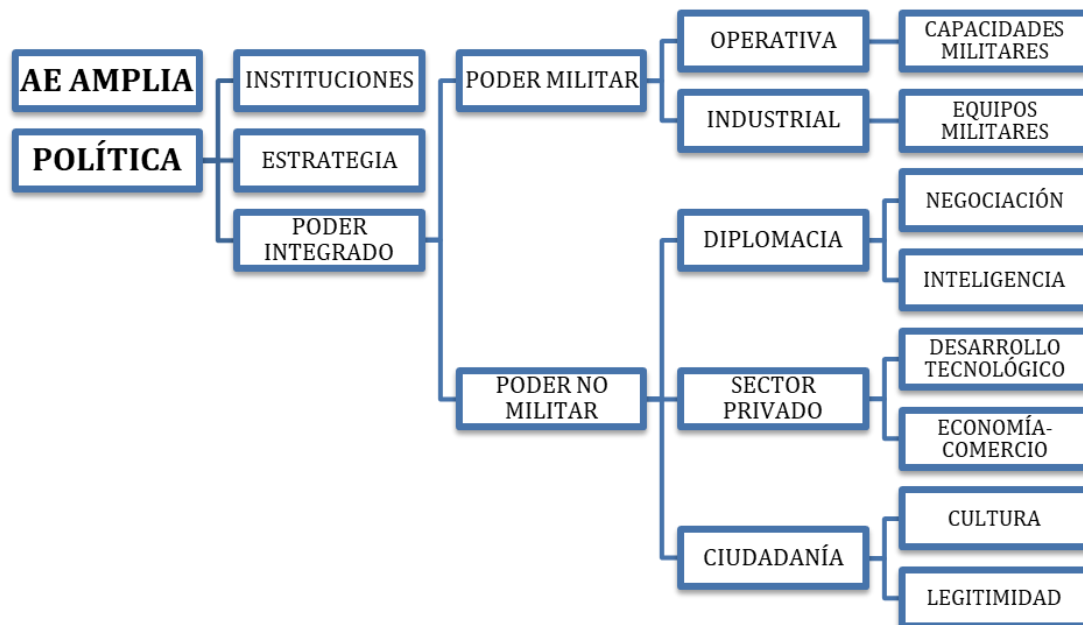 AE AMPLIA
POLÍTICA
INSTITUCIONES
ESTRATEGIA
PODER
INTEGRADO
PODER MILITAR
PODER NO
MILITAR
OPERATIVA
INDUSTRIAL
DIPLOMACIA
SECTOR
PRIVADO
CIUDADANÍA
CAPACIDADES
MILITARES
EQUIPOS
MILITARES
NEGOCIACIÓN
INTELIGENCIA
DESARROLLO
TECNOLÓGICO
ECONOMÍA-
COMERCIO
CULTURA
LEGITIMIDAD